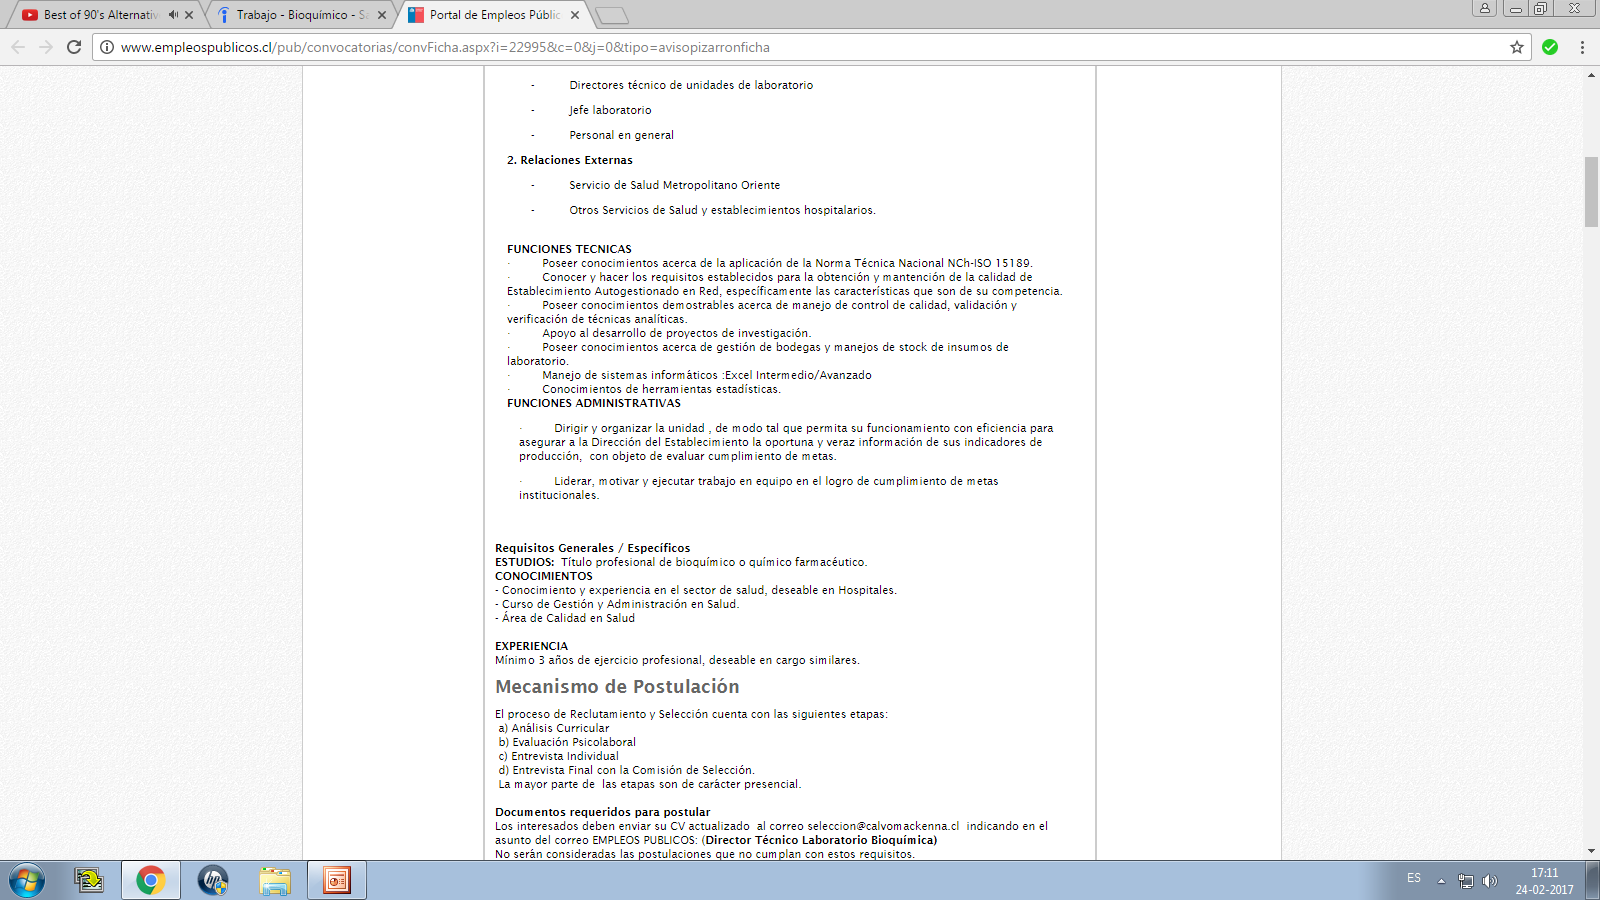 Best of 90's Alternativ
Trabajo - Bioquímico - Sa
Portal de Empleos Públic
www.empleospublicos.cl/pub/convocatorias/convFicha.aspx?i=22995&c=0&j=0&tipo=avisopizarronficha
- Directores técnico de unidades de laboratorio
- Jefe laboratorio
- Personal en general
2. Relaciones Externas
- Servicio de Salud Metropolitano Oriente
- Otros Servicios de Salud y establecimientos hospitalarios.
FUNCIONES TECNICAS
· Poseer conocimientos acerca de la aplicación de la Norma Técnica Nacional NCh-ISO 15189.
· Conocer y hacer los requisitos establecidos para la obtención y mantención de la calidad de
Establecimiento Autogestionado en Red, específicamente las características que son de su competencia.
· Poseer conocimientos demostrables acerca de manejo de control de calidad, validación y
verificación de técnicas analíticas.
· Apoyo al desarrollo de proyectos de investigación.
· Poseer conocimientos acerca de gestión de bodegas y manejos de stock de insumos de
laboratorio.
· Manejo de sistemas informáticos :Excel Intermedio/Avanzado
· Conocimientos de herramientas estadísticas.
FUNCIONES ADMINISTRATIVAS
· Dirigir y organizar la unidad , de modo tal que permita su funcionamiento con eficiencia para
asegurar a la Dirección del Establecimiento la oportuna y veraz información de sus indicadores de
producción,  con objeto de evaluar cumplimiento de metas.
· Liderar, motivar y ejecutar trabajo en equipo en el logro de cumplimiento de metas
institucionales.
Requisitos Generales / Específicos
ESTUDIOS:  Título profesional de bioquímico o químico farmacéutico.
CONOCIMIENTOS
- Conocimiento y experiencia en el sector de salud, deseable en Hospitales.
- Curso de Gestión y Administración en Salud.
- Área de Calidad en Salud
EXPERIENCIA
Mínimo 3 años de ejercicio profesional, deseable en cargo similares.
Mecanismo de Postulación
El proceso de Reclutamiento y Selección cuenta con las siguientes etapas:
a) Análisis Curricular
b) Evaluación Psicolaboral
c) Entrevista Individual
d) Entrevista Final con la Comisión de Selección.
La mayor parte de  las etapas son de carácter presencial.
Documentos requeridos para postular
Los interesados deben enviar su CV actualizado  al correo seleccion@calvomackenna.cl  indicando en el
asunto del correo EMPLEOS PUBLICOS: (Director Técnico Laboratorio Bioquímica)
No serán consideradas las postulaciones que no cumplan con estos requisitos.
hp
ES
17:11
24-02-2017